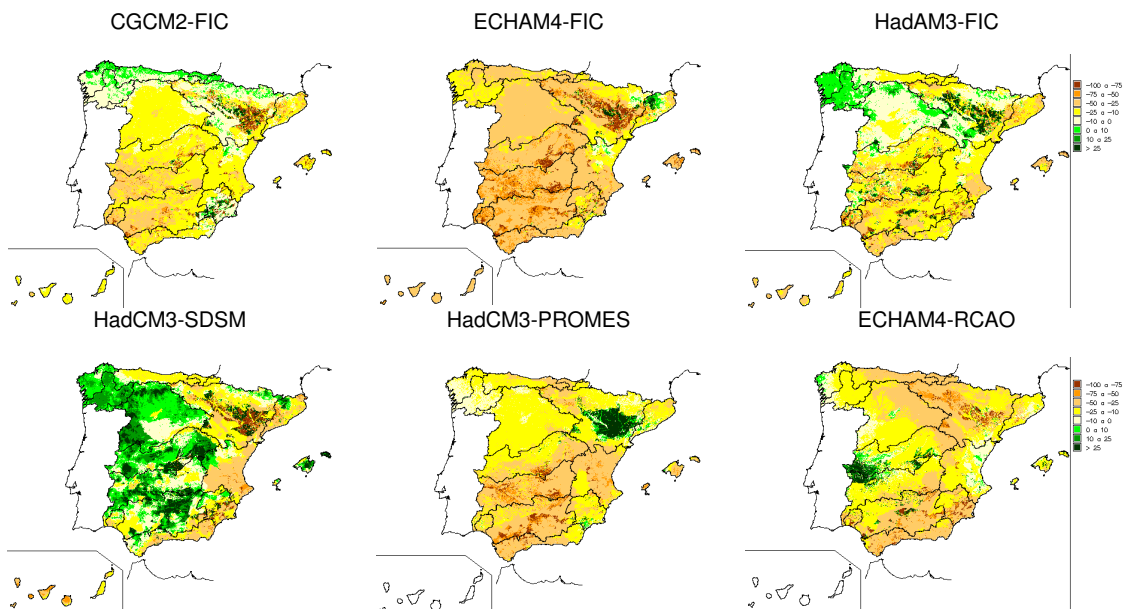 CGCM2-FIC
ECHAM4-FIC
HadAM3-FIC
-100 a -75
-75 a -50
-50 a -25
-25 a -10
-10 a 0
0 a 10
10 a 25
> 25
HadCM3-SDSM
HadCM3-PROMES
ECHAM4-RCAO
-100 a -75
-75 a -50
-50 a -25
-25 a -10
-10 a 0
0 a 10
10 a 25
> 25